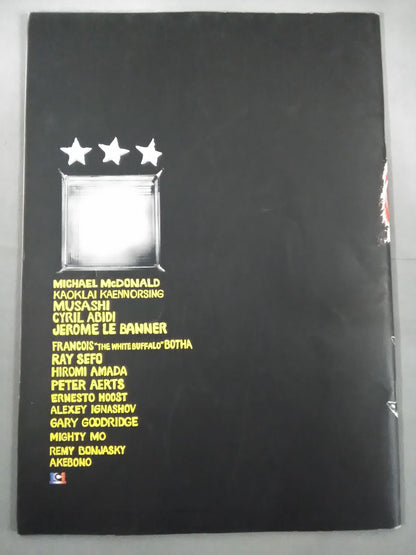 MICHAEL McDONALD
KAOKLAI KAENNORSING
MUSASHI
CYRIL ABIDI
JEROME LE BANNER
FRANCOIS "THE WHITE BUFFALO" BOTHA
RAY SEFO
HIROMI AMADA
PETER AERTS
ERNESTO HOOST
ALEXEY IGNASHOV
GARY GOODRIDGE
MIGHTY MO
REMY BONJASKY
AKEBONO